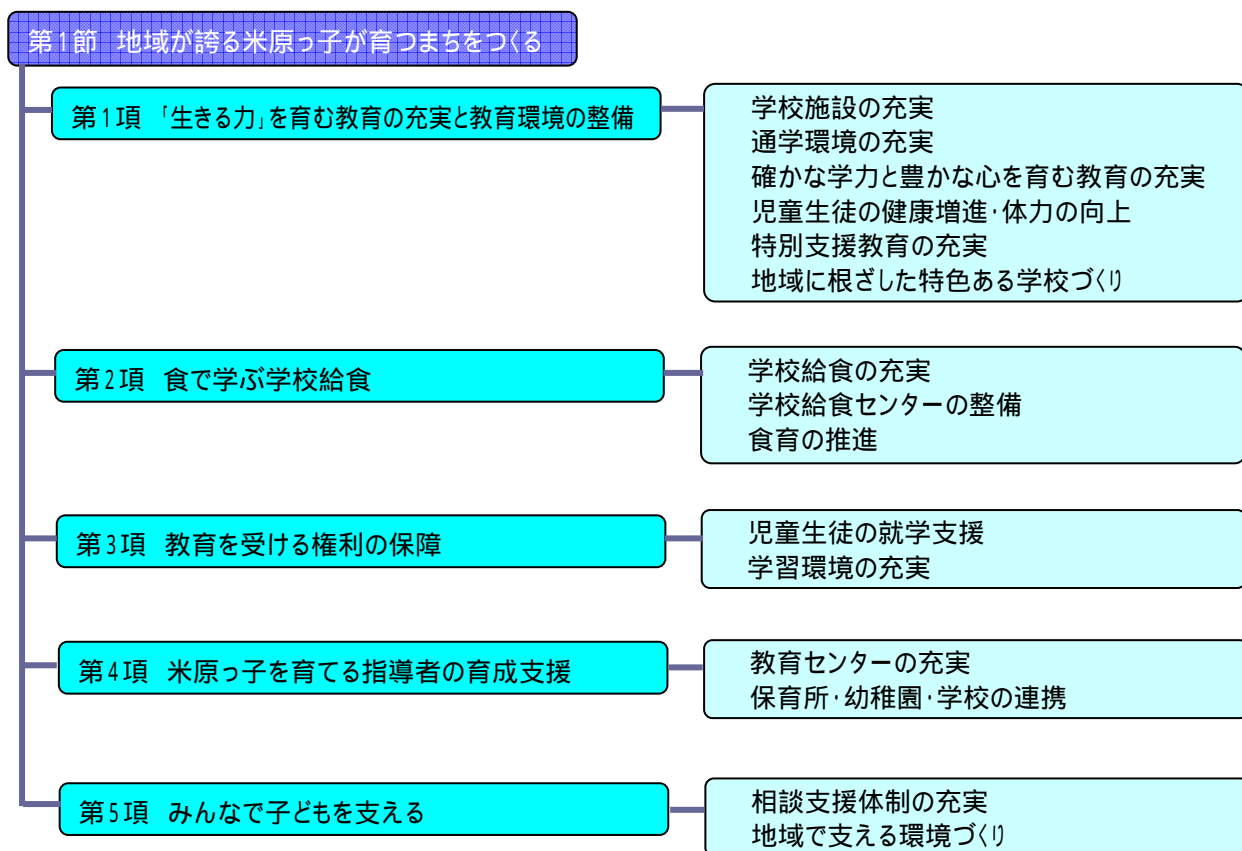 第1節 地域が誇る米原っ子が育つまちをつくる
第1項 「生きる力」を育む教育の充実と教育環境の整備
学校施設の充実
通学環境の充実
確かな学力と豊かな心を育む教育の充実
児童生徒の健康増進・体力の向上
特別支援教育の充実
地域に根ざした特色ある学校づくり
第2項 食で学ぶ学校給食
学校給食の充実
学校給食センターの整備
食育の推進
第3項 教育を受ける権利の保障
児童生徒の就学支援
学習環境の充実
第4項 米原っ子を育てる指導者の育成支援
教育センターの充実
保育所・幼稚園・学校の連携
第5項 みんなで子どもを支える
相談支援体制の充実
地域で支える環境づくり